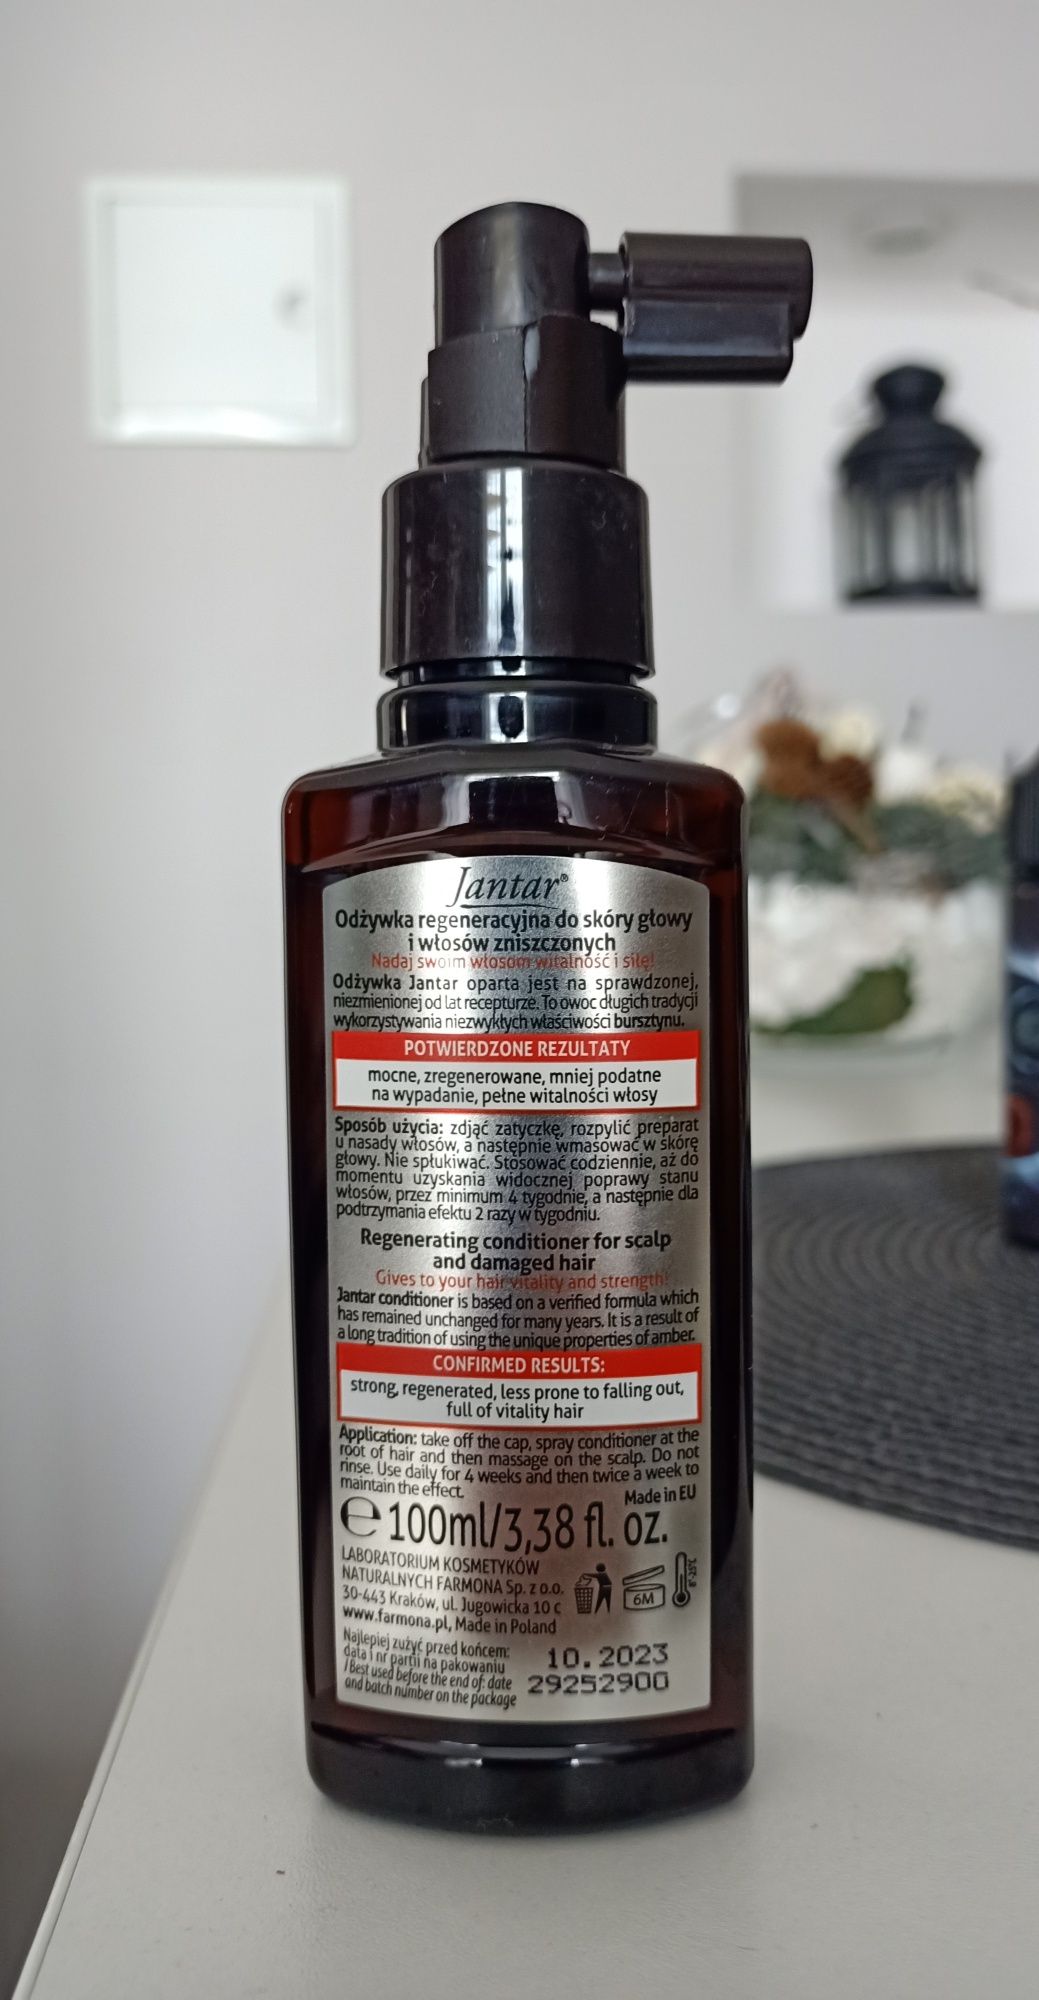 Jantar®
Odżywka regeneracyjna do skóry głowy
i włosów zniszczonych
Nadaj swoim włosom witalność i siłę!
Odżywka Jantar oparta jest na sprawdzonej,
niezmienionej od lat recepturze. To owoc długich tradycji
wykorzystywania niezwykłych właściwości bursztynu.
POTWIERDZONE REZULTATY
mocne, zregenerowane, mniej podatne
na wypadanie, pełne witalności włosy
Sposób użycia: zdjąć zatyczkę, rozpylić preparat
u nasady włosów, a następnie wmasować w skórę
głowy. Nie spłukiwać. Stosować codziennie, aż do
momentu uzyskania widocznej poprawy stanu
włosów, przez minimum 4 tygodnie, a następnie dla
podtrzymania efektu 2 razy w tygodniu.
Regenerating conditioner for scalp
and damaged hair
Gives to your hair vitality and strength!
Jantar conditioner is based on a verified formula which
has remained unchanged for many years. It is a result of
a long tradition of using the unique properties of amber.
CONFIRMED RESULTS:
strong, regenerated, less prone to falling out,
full of vitality hair
Application: take off the cap, spray conditioner at the
root of hair and then massage on the scalp. Do not
rinse. Use daily for 4 weeks and then twice a week to
maintain the effect.
Made in EU
℮ 100ml/3,38 fl. oz.
LABORATORIUM KOSMETYKÓW
NATURALNYCH FARMONA Sp. z o.o.
30-443 Kraków, ul. Jugowicka 10 c
www.farmona.pl, Made in Poland
6M
Najlepiej zużyć przed końcem:
data i nr partii na pakowaniu
/Best used before the end of: date
and batch number on the package
10.2023
29252900